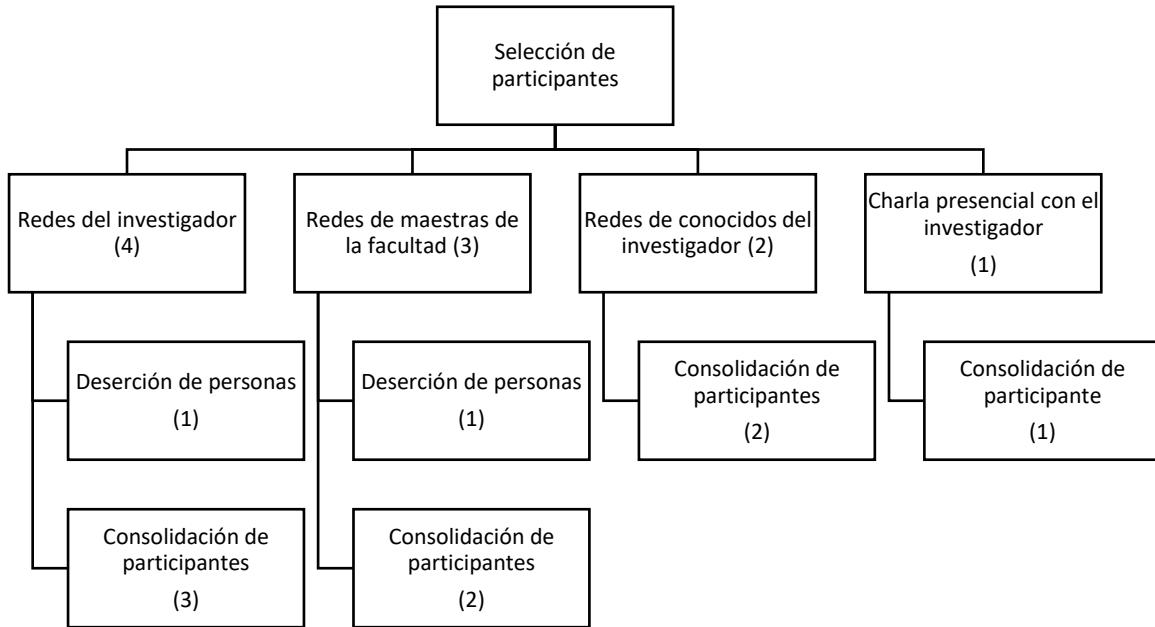 Selección de
participantes
Redes del investigador
(4)
Redes de maestras de
la facultad (3)
Redes de conocidos del
investigador (2)
Charla presencial con el
investigador
(1)
Deserción de personas
(1)
Deserción de personas
(1)
Consolidación de
participantes
(2)
Consolidación de
participante
(1)
Consolidación de
participantes
(3)
Consolidación de
participantes
(2)